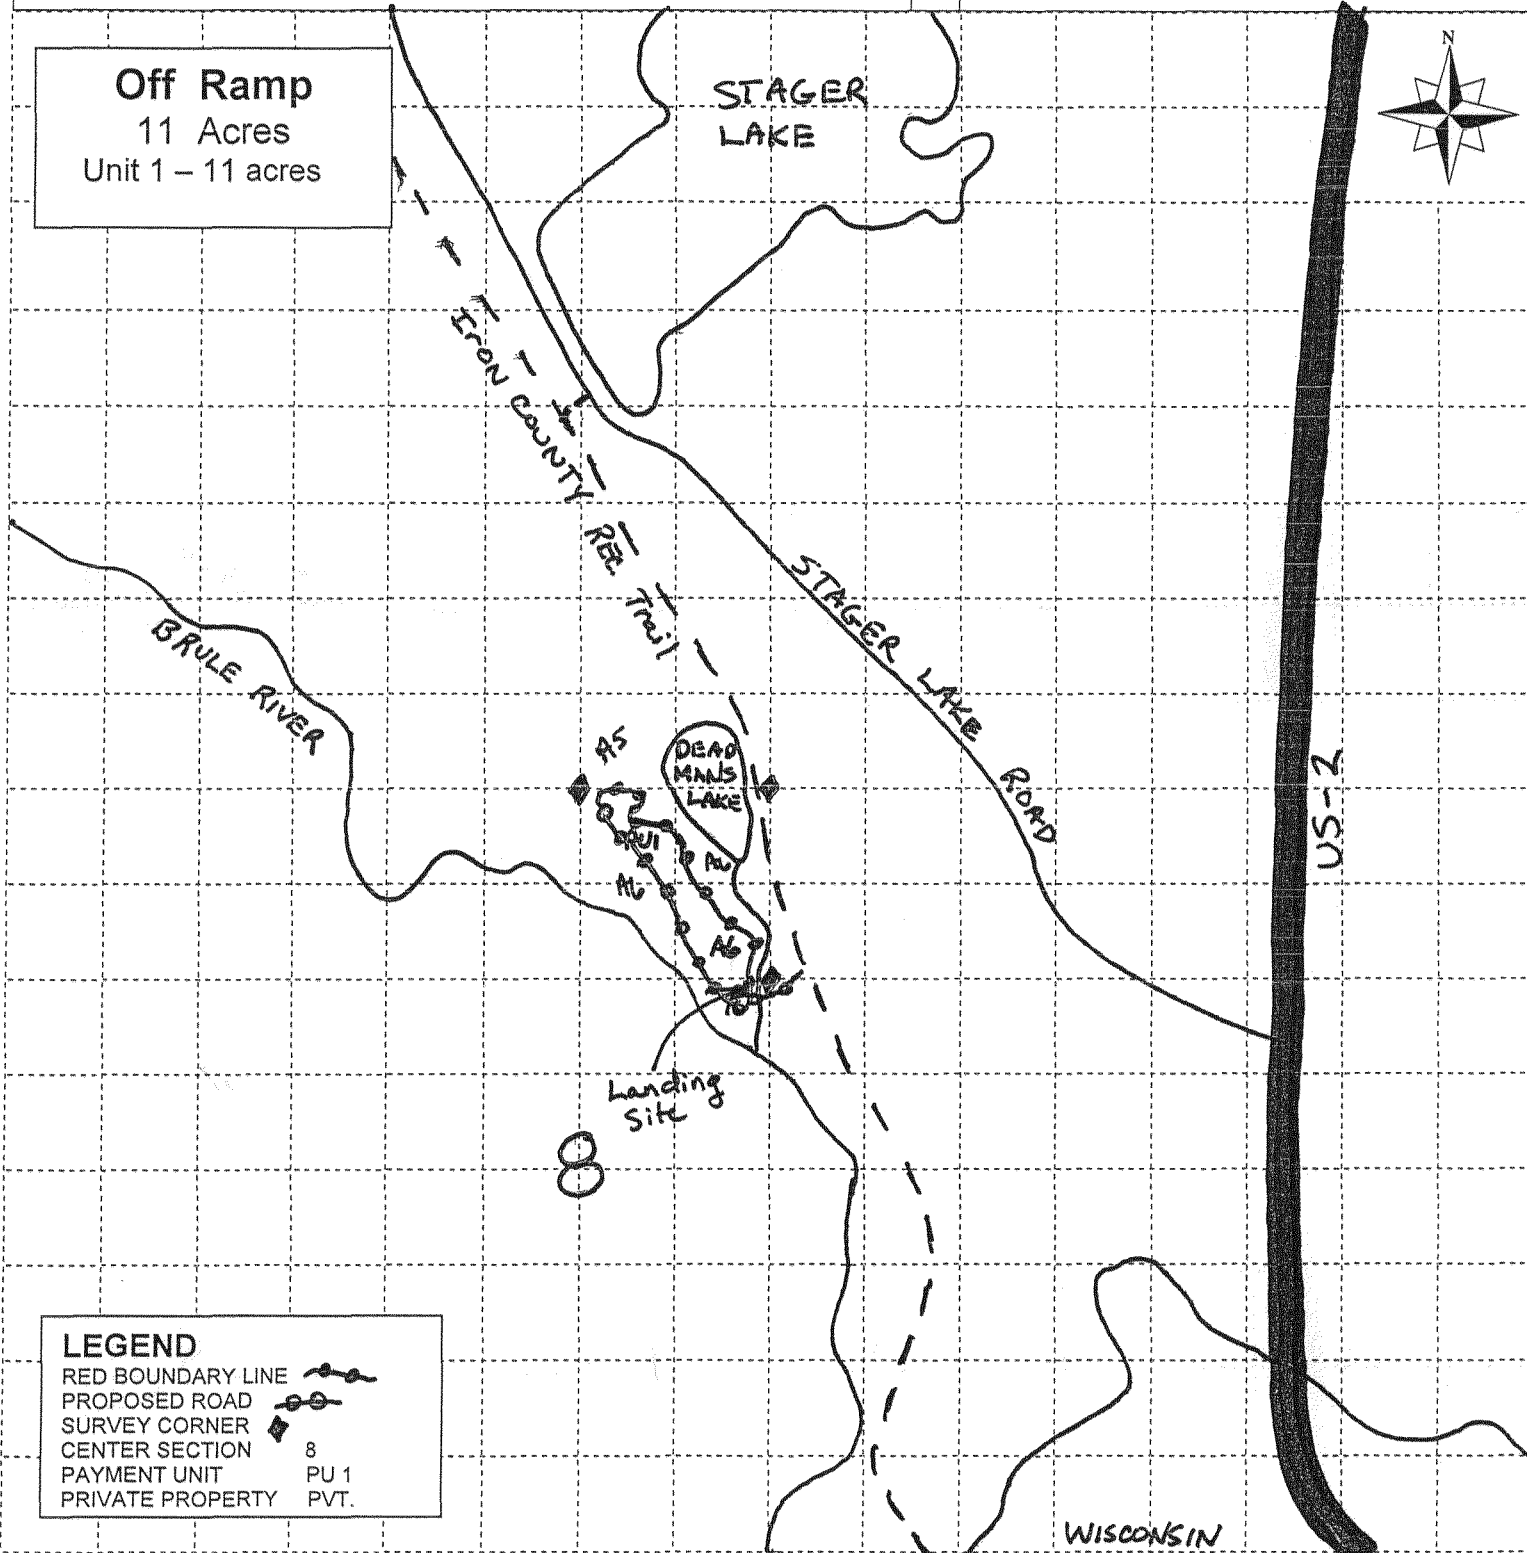 Off Ramp
11 Acres
Unit 1 – 11 acres
N
STAGER
LAKE
Iron COUNTY REC. Trail
STAGER LAKE ROAD
BRULE RIVER
US-2
A5
DEAD
MANS
LAKE
PU1
A6
A6
A6
Landing
Site
8
LEGEND
RED BOUNDARY LINE
PROPOSED ROAD
SURVEY CORNER
CENTER SECTION 8
PAYMENT UNIT PU 1
PRIVATE PROPERTY PVT.
WISCONSIN